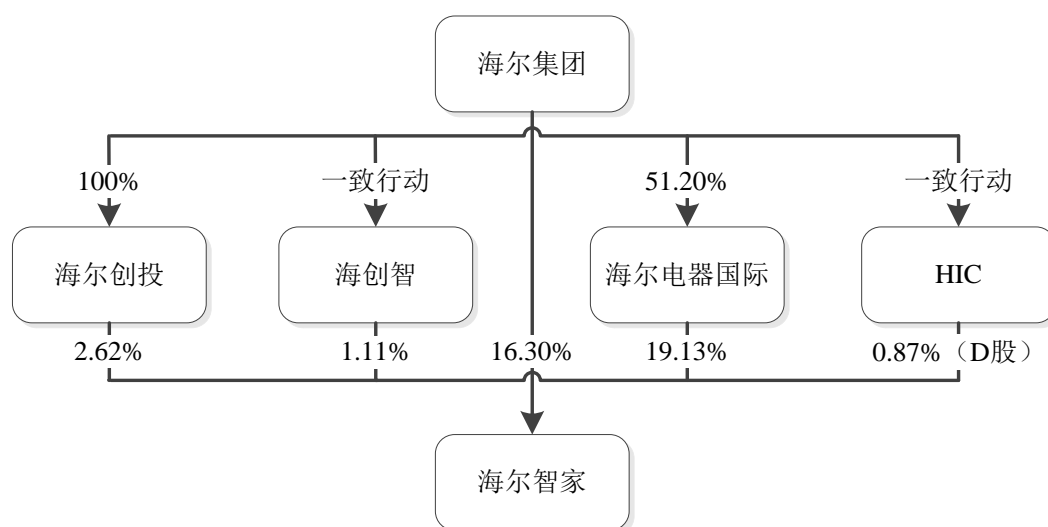 海尔集团
100%
一致行动
51.20%
一致行动
海尔创投
海创智
海尔电器国际
HIC
2.62%
1.11%
16.30%
19.13%
0.87%（D股）
海尔智家